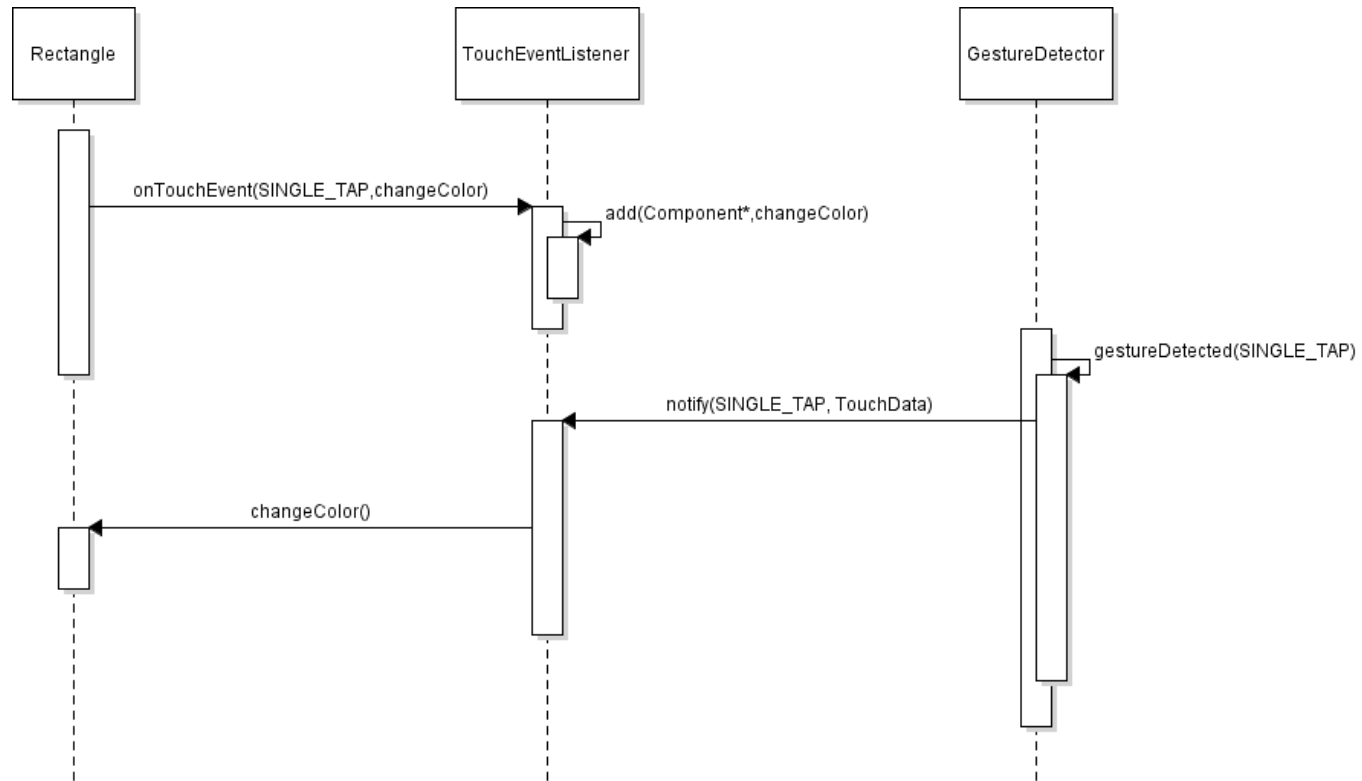 Rectangle
TouchEventListener
GestureDetector
onTouchEvent(SINGLE_TAP,changeColor)
add(Component*,changeColor)
gestureDetected(SINGLE_TAP)
notify(SINGLE_TAP, TouchData)
changeColor()